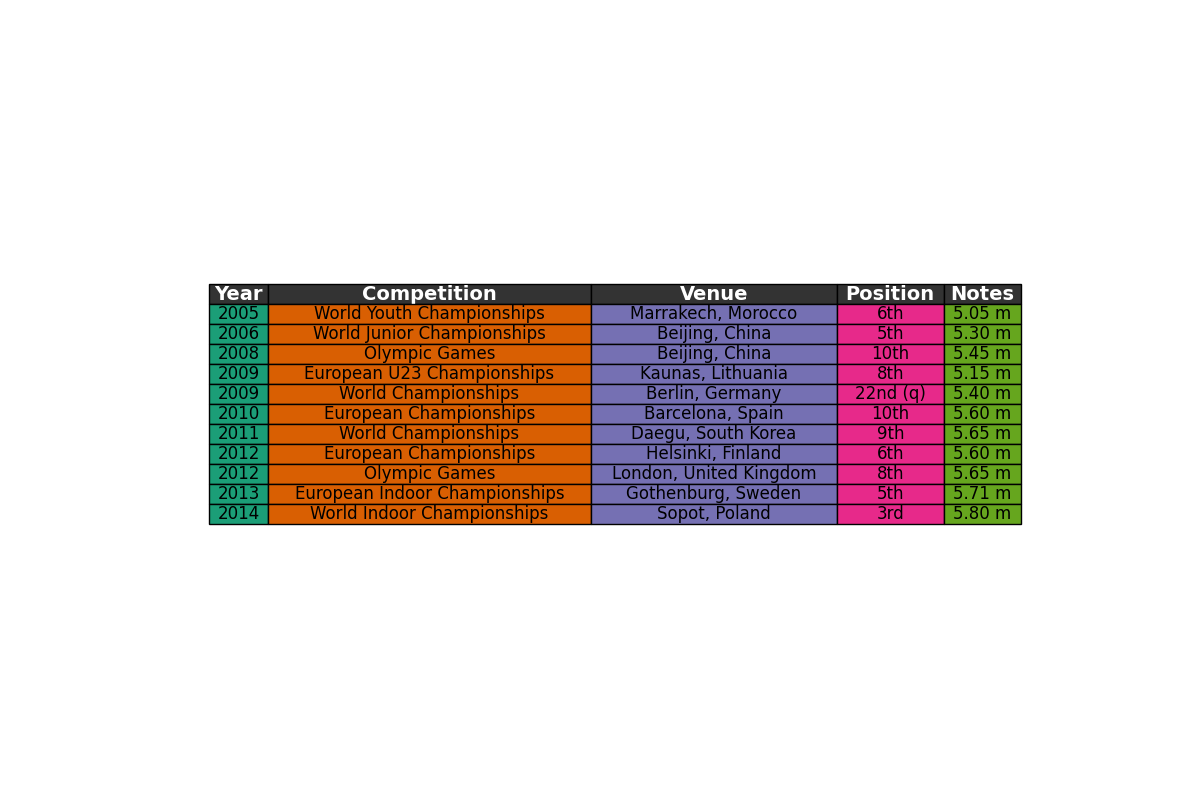 Year Competition Venue Position Notes
2005 World Youth Championships Marrakech, Morocco 6th 5.05 m
2006 World Junior Championships Beijing, China 5th 5.30 m
2008 Olympic Games Beijing, China 10th 5.45 m
2009 European U23 Championships Kaunas, Lithuania 8th 5.15 m
2009 World Championships Berlin, Germany 22nd (q) 5.40 m
2010 European Championships Barcelona, Spain 10th 5.60 m
2011 World Championships Daegu, South Korea 9th 5.65 m
2012 European Championships Helsinki, Finland 6th 5.60 m
2012 Olympic Games London, United Kingdom 8th 5.65 m
2013 European Indoor Championships Gothenburg, Sweden 5th 5.71 m
2014 World Indoor Championships Sopot, Poland 3rd 5.80 m